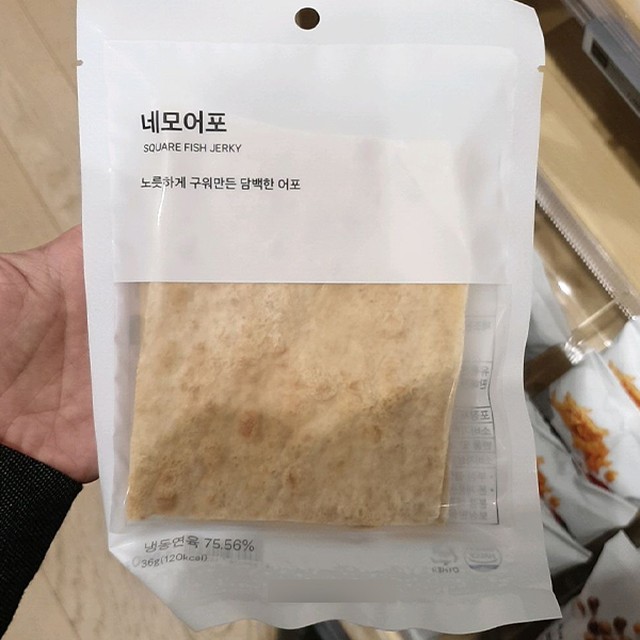 네모어포
SQUARE FISH JERKY
노릇하게 구워만든 담백한 어포
냉동연육 75.56%
36g(120kcal)